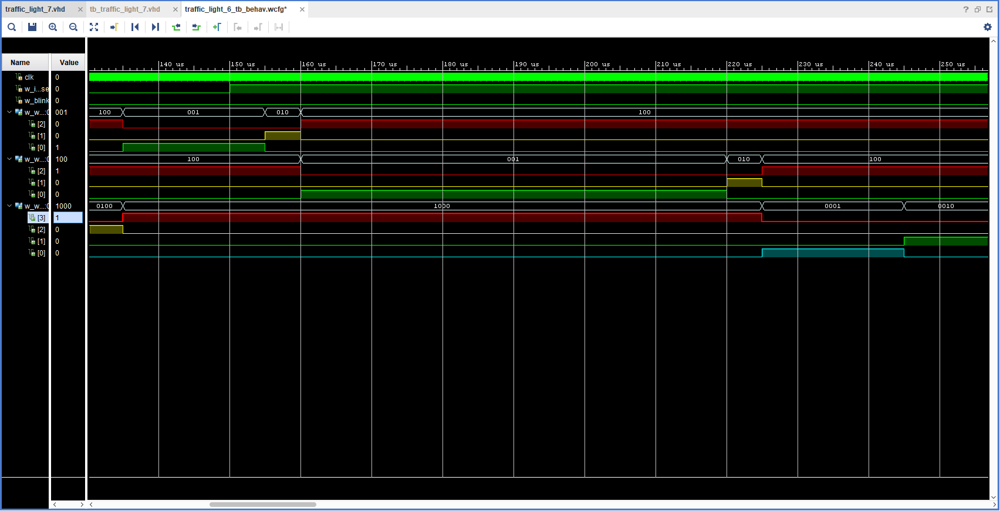 traffic_light_7.vhd × tb_traffic_light_7.vhd × traffic_light_6_tb_behav.wcfg* × ?
Name Value
140 us 150 us 160 us 170 us 180 us 190 us 200 us 210 us 220 us 230 us 240 us 250 us
clk 0
w_i...se 0
w_blink 0
w_w...:0 001 100 001 010 100
[2] 0
[1] 0
[0] 1
w_w...:0 100 100 001 010 100
[2] 1
[1] 0
[0] 0
w_w...:0 1000 0100 1000 0001 0010
[3] 1
[2] 0
[1] 0
[0] 0